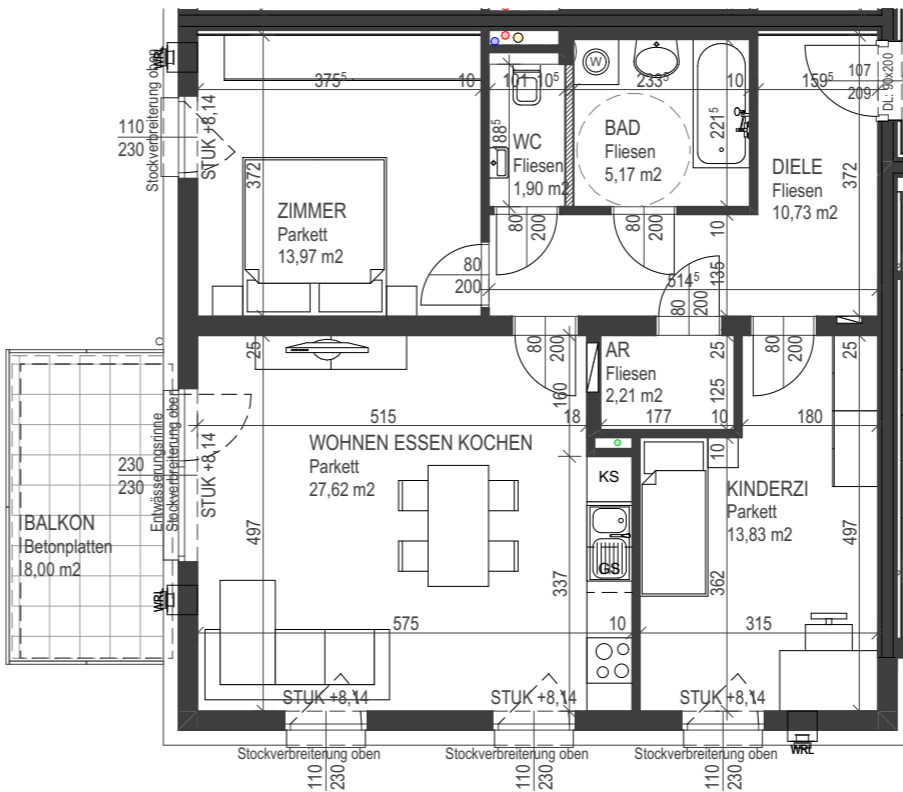 375⁵
10
101
10⁵
233⁵
10
159⁵
W
107
209
DL: 90x200
WRL
Stockverbreiterung oben
110
230
STUK +8,14
372
88⁵
221⁵
372
WC
Fliesen
1,90 m2
BAD
Fliesen
5,17 m2
DIELE
Fliesen
10,73 m2
ZIMMER
Parkett
13,97 m2
80
200
80
200
80
200
10
135
514⁵
80
200
25
80
200
25
80
200
25
AR
Fliesen
2,21 m2
160
125
515
18
177
10
180
WOHNEN ESSEN KOCHEN
Parkett
27,62 m2
10
KS
GS
KINDERZI
Parkett
13,83 m2
Entwässerungsrinne
Stockverbreiterung oben
STUK +8,14
230
230
BALKON
Betonplatten
8,00 m2
497
337
362
497
WRL
575
10
315
STUK +8,14
STUK +8,14
STUK +8,14
Stockverbreiterung oben
Stockverbreiterung oben
Stockverbreiterung oben
WRL
110
230
110
230
110
230